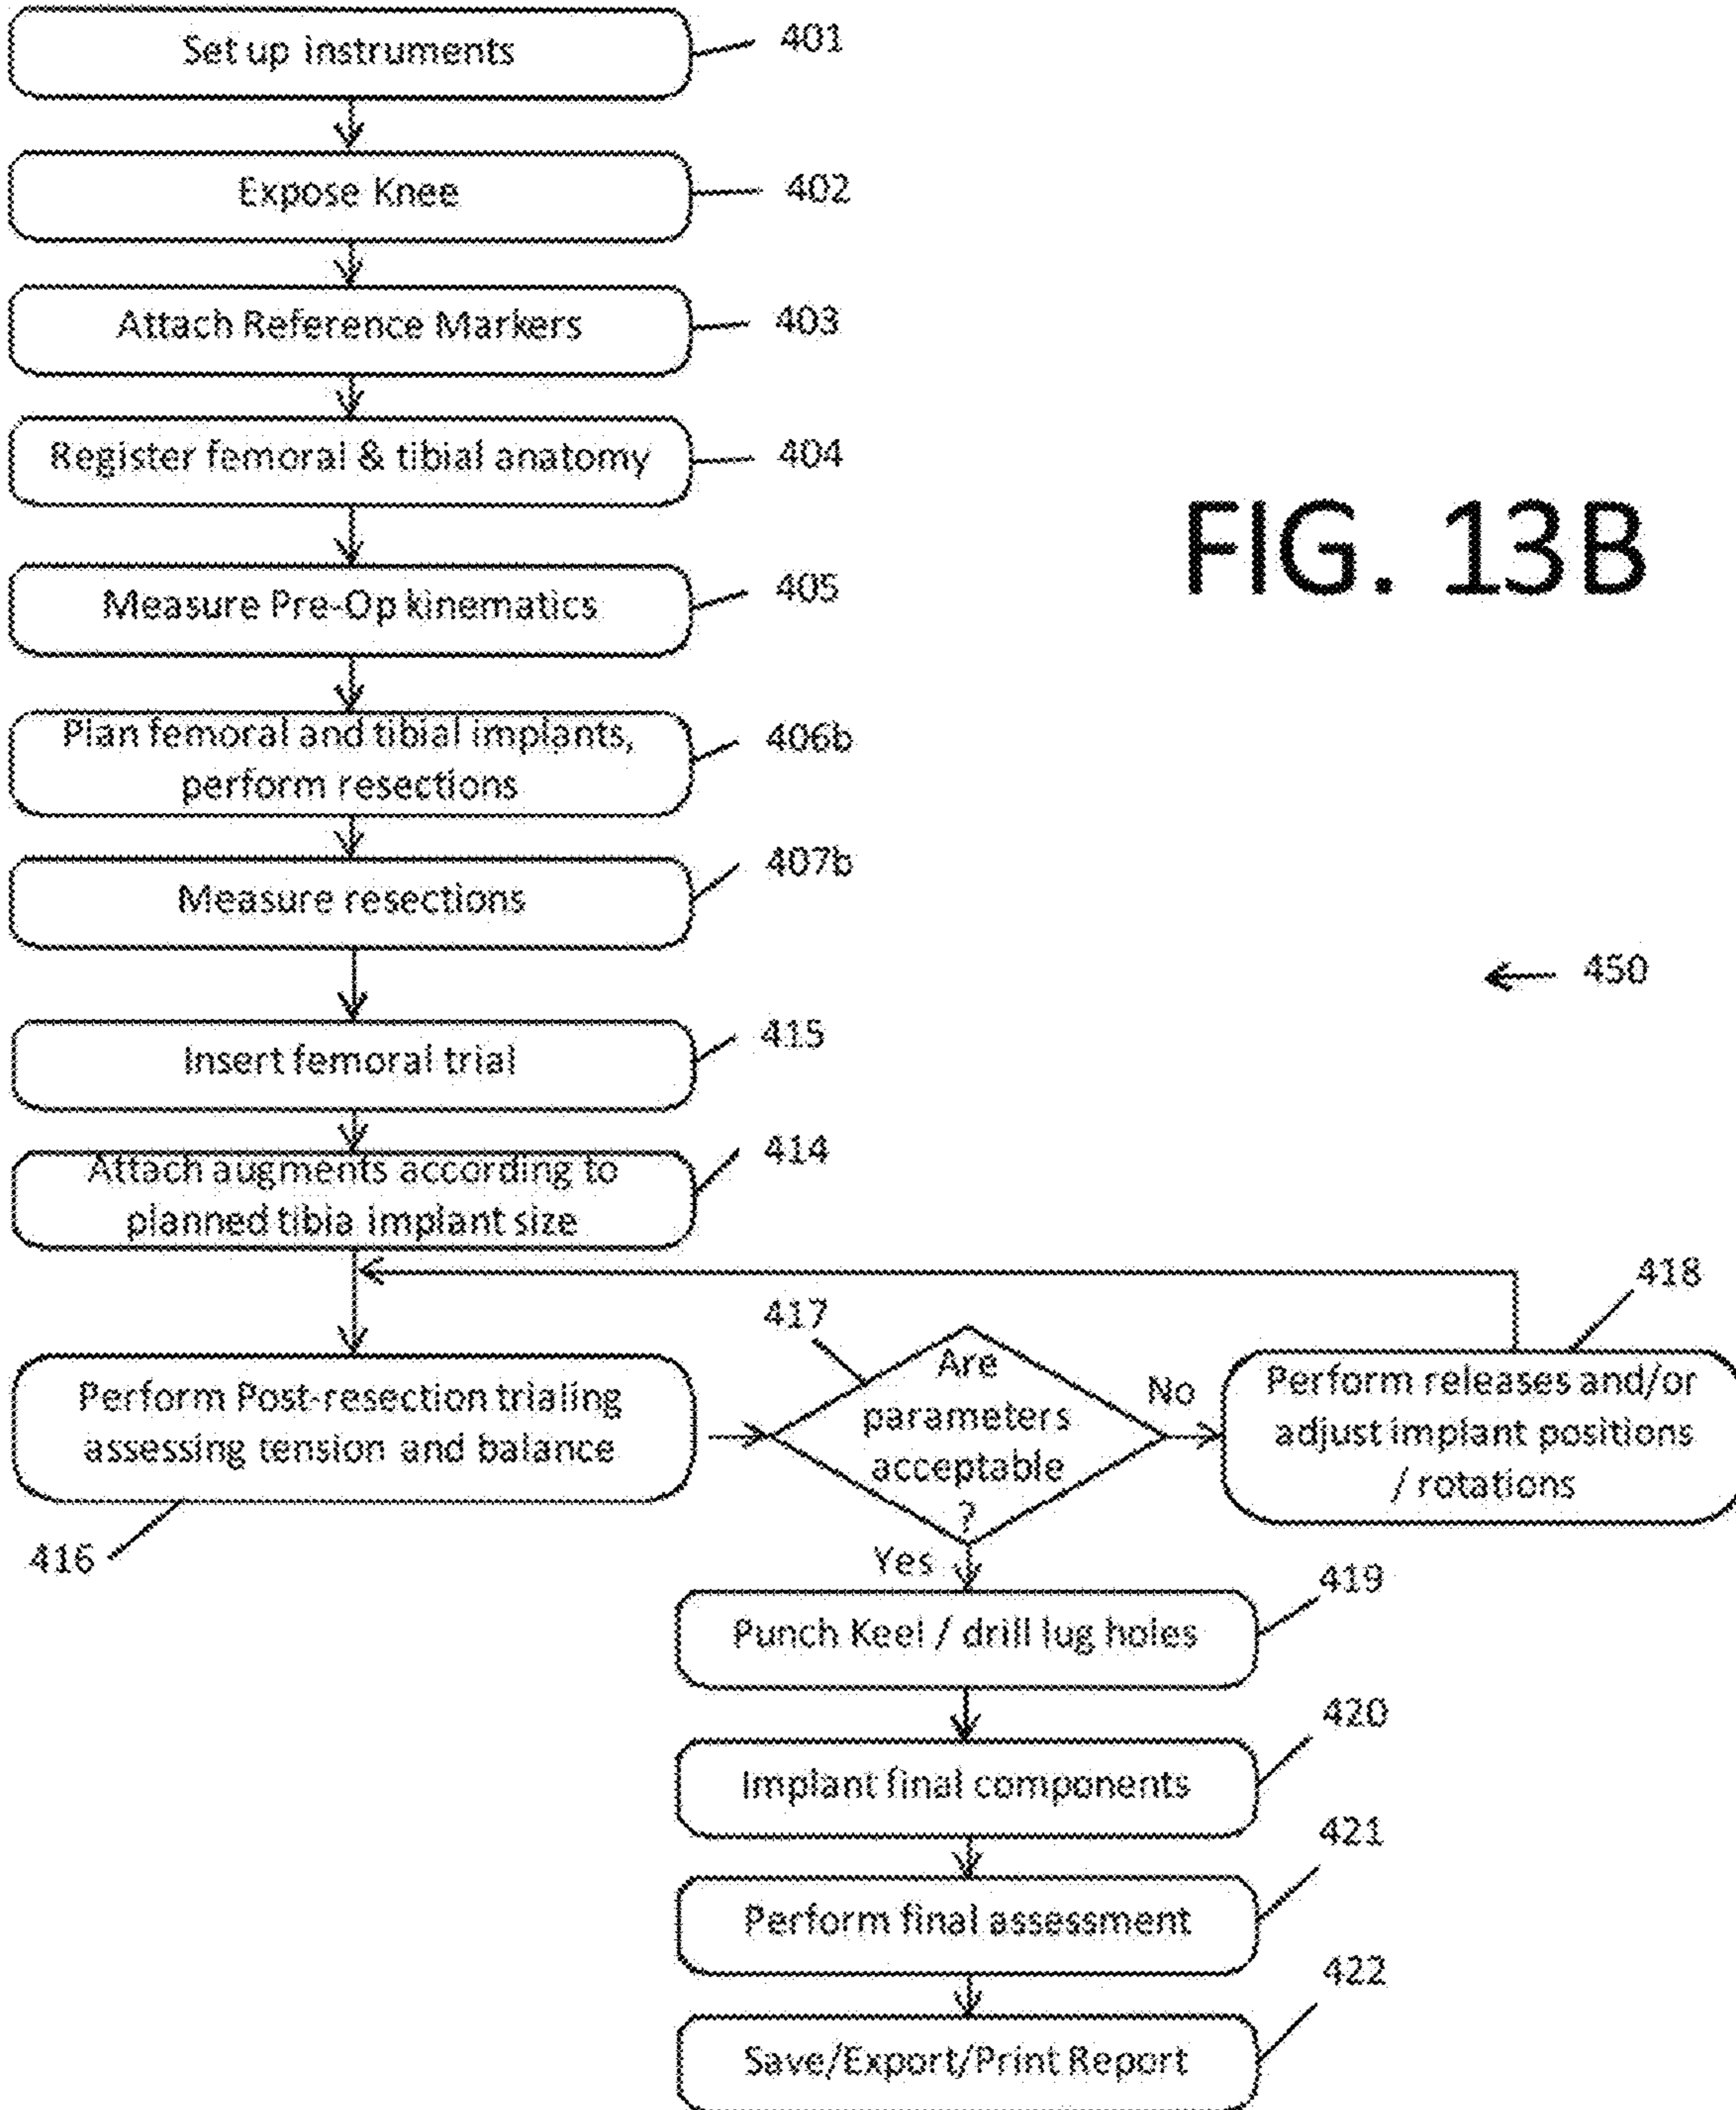 Set up instruments
401
Expose Knee
402
Attach Reference Markers
403
Register femoral & tibial anatomy
404
FIG. 13B
Measure Pre-Op kinematics
405
Plan femoral and tibial implants,
perform resections
406b
Measure resections
407b
450
Insert femoral trial
415
Attach augments according to
planned tibia implant size
414
Perform Post-resection trialing
assessing tension and balance
416
417
Are
parameters
acceptable
?
No
Yes
418
Perform releases and/or
adjust implant positions
/ rotations
Punch Keel / drill lug holes
419
Implant final components
420
Perform final assessment
421
Save/Export/Print Report
422